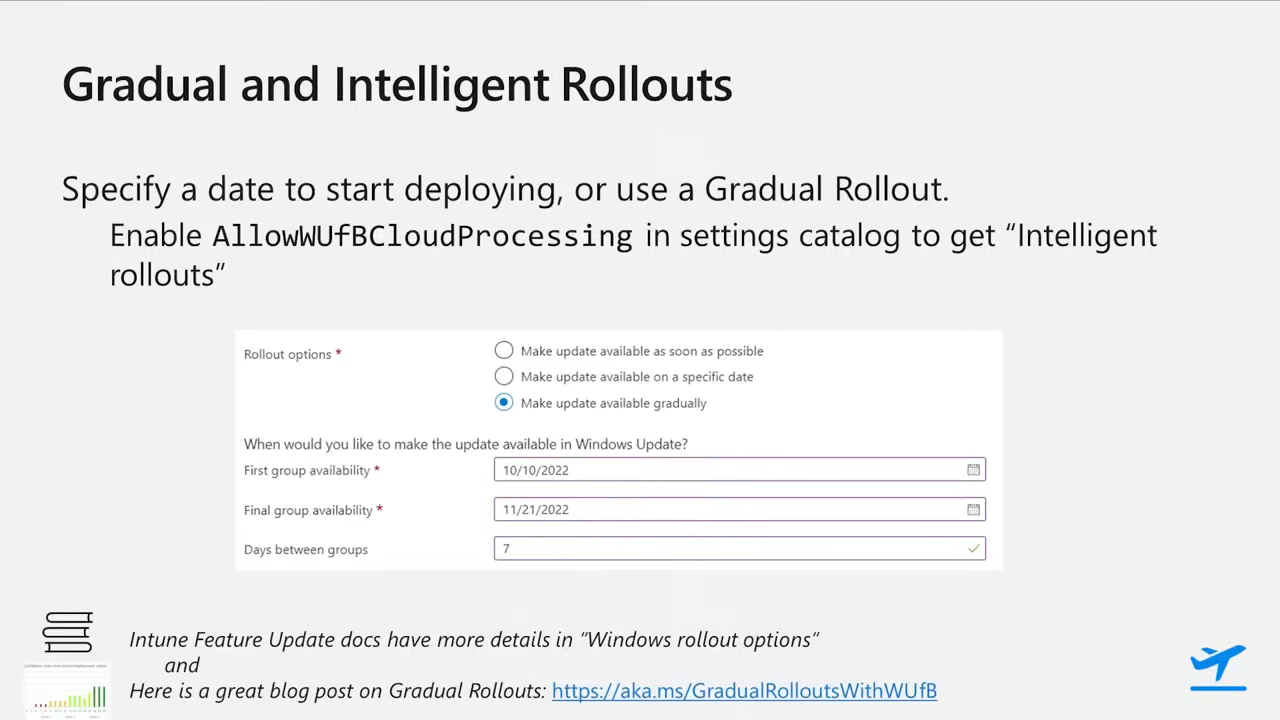 Gradual and Intelligent Rollouts
Specify a date to start deploying, or use a Gradual Rollout.
Enable AllowWUfBCloudProcessing in settings catalog to get “Intelligent
rollouts”
Rollout options *
Make update available as soon as possible
Make update available on a specific date
Make update available gradually
When would you like to make the update available in Windows Update?
First group availability *
10/10/2022
Final group availability *
11/21/2022
Days between groups
7
Intune Feature Update docs have more details in “Windows rollout options”
and
Here is a great blog post on Gradual Rollouts: https://aka.ms/GradualRolloutsWithWUfB